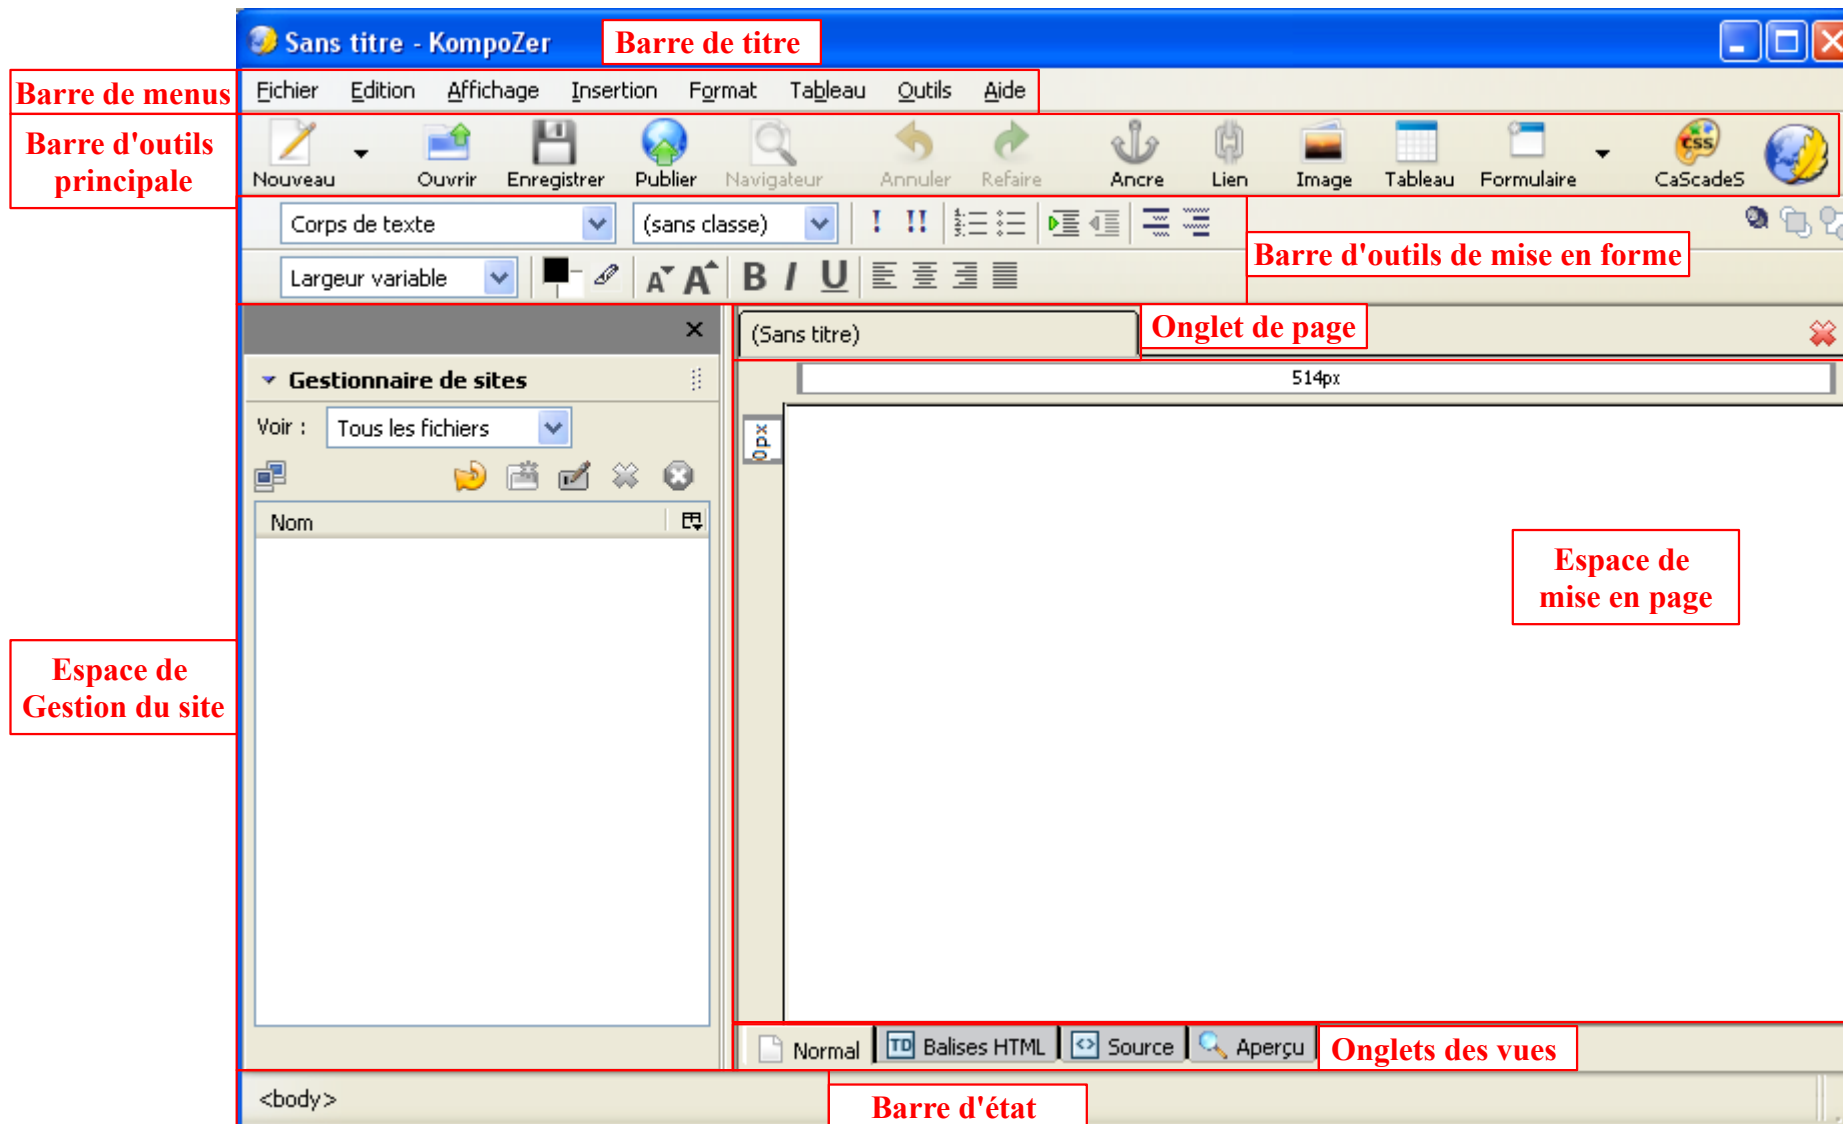 Sans titre - KompoZer
Barre de titre
Barre de menus
Fichier Edition Affichage Insertion Format Tableau Outils Aide
Barre d'outils
principale
Nouveau Ouvrir Enregistrer Publier Navigateur Annuler Refaire Ancre Lien Image Tableau Formulaire CaScadeS
CSS
Corps de texte (sans classe)
Barre d'outils de mise en forme
Largeur variable
A A B I U
(Sans titre)
Onglet de page
Gestionnaire de sites
514px
Voir : Tous les fichiers
0px
Nom
Espace de
mise en page
Espace de
Gestion du site
Normal TD Balises HTML Source Aperçu
Onglets des vues
<body>
Barre d'état